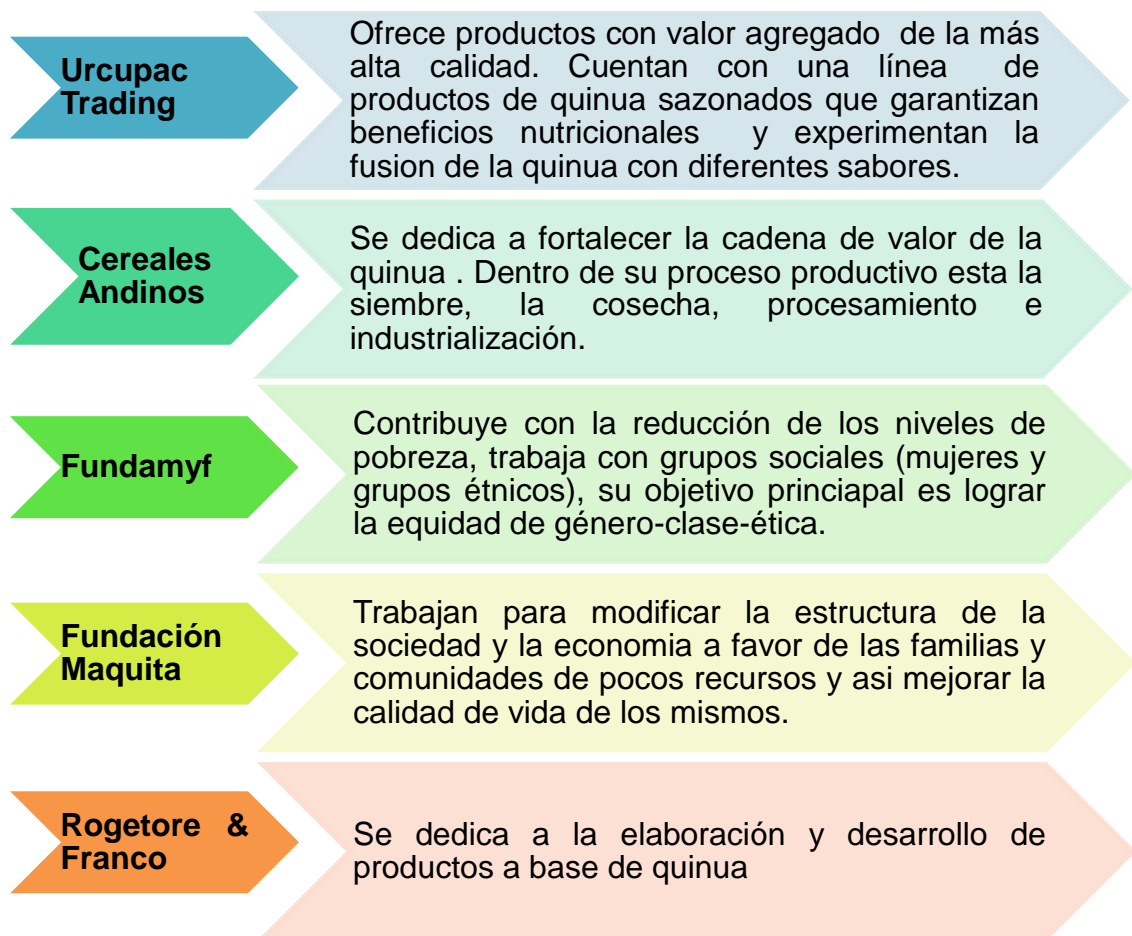 Urcupac
Trading
Ofrece productos con valor agregado de la más
alta calidad. Cuentan con una línea de
productos de quinua sazonados que garantizan
beneficios nutricionales y experimentan la
fusion de la quinua con diferentes sabores.
Cereales
Andinos
Se dedica a fortalecer la cadena de valor de la
quinua . Dentro de su proceso productivo esta la
siembre, la cosecha, procesamiento e
industrialización.
Fundamyf
Contribuye con la reducción de los niveles de
pobreza, trabaja con grupos sociales (mujeres y
grupos étnicos), su objetivo princiapal es lograr
la equidad de género-clase-ética.
Fundación
Maquita
Trabajan para modificar la estructura de la
sociedad y la economia a favor de las familias y
comunidades de pocos recursos y asi mejorar la
calidad de vida de los mismos.
Rogetore &
Franco
Se dedica a la elaboración y desarrollo de
productos a base de quinua